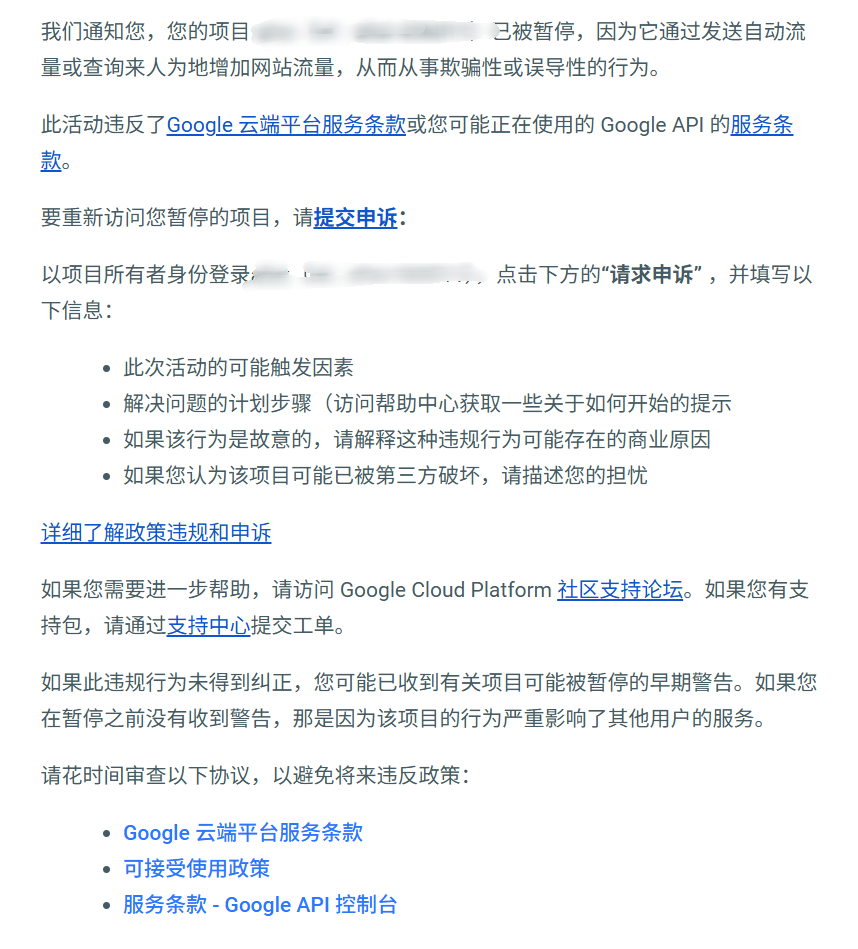 我们通知您，您的项目 已被暂停，因为它通过发送自动流
量或查询来人为地增加网站流量，从而从事欺骗性或误导性的行为。
此活动违反了Google 云端平台服务条款或您可能正在使用的 Google API 的服务条
款。
要重新访问您暂停的项目，请提交申诉：
以项目所有者身份登录 ，点击下方的“请求申诉” ，并填写以
下信息：
• 此次活动的可能触发因素
• 解决问题的计划步骤（访问帮助中心获取一些关于如何开始的提示
• 如果该行为是故意的，请解释这种违规行为可能存在的商业原因
• 如果您认为该项目可能已被第三方破坏，请描述您的担忧
详细了解政策违规和申诉
如果您需要进一步帮助，请访问 Google Cloud Platform 社区支持论坛。如果您有支
持包，请通过支持中心提交工单。
如果此违规行为未得到纠正，您可能已收到有关项目可能被暂停的早期警告。如果您
在暂停之前没有收到警告，那是因为该项目的行为严重影响了其他用户的服务。
请花时间审查以下协议，以避免将来违反政策：
• Google 云端平台服务条款
• 可接受使用政策
• 服务条款 - Google API 控制台